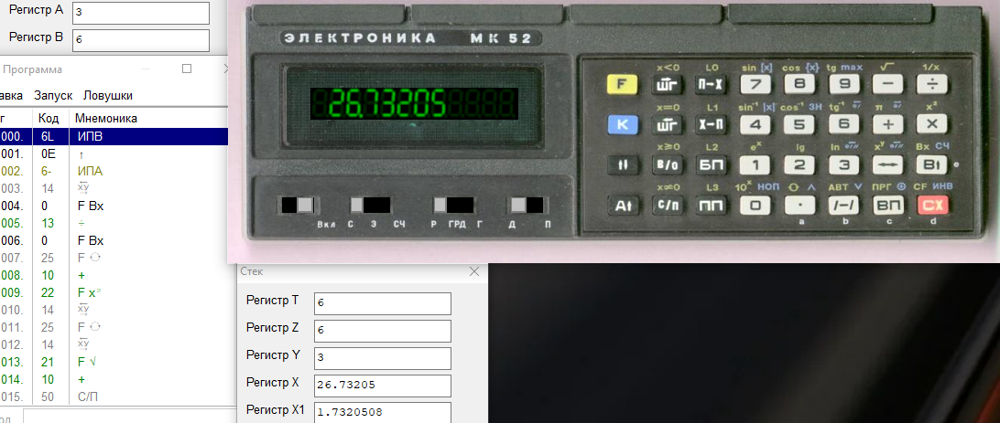 Регистр A 3
Регистр B 6
Программа
авка Запуск Ловушки
г Код Мнемоника
000. 6L ИПВ
001. 0E ↑
002. 6- ИПА
003. 14 XY
004. 0 F Вх
005. 13 ÷
006. 0 F Вх
007. 25 F
008. 10 +
009. 22 F x²
010. 14 XY
011. 25 F
012. 14 XY
013. 21 F √
014. 10 +
015. 50 С/П
ЭЛЕКТРОНИКА МК 52
26.73205
Вкл С Э СЧ Р ГРД Г Д П
x<0 L0 sin [x] cos {x} tg max √ 1/x
F ШГ П→X 7 8 9 − ÷
x=0 L1 sin⁻¹ |x| cos⁻¹ ЗН tg⁻¹ π x²
K ШГ X→П 4 5 6 + ×
x≥0 L2 eˣ lg ln xʸ Вх СЧ
↑↓ В/О БП 1 2 3 ↔ В↑ e
x≠0 L3 10ˣ НОП ∧ АВТ ∨ ПРГ ⊕ CF ИНВ
А↑ С/П ПП 0 · /−/ ВП CX
a b c d
Стек
Регистр T 6
Регистр Z 6
Регистр Y 3
Регистр X 26.73205
Регистр X1 1.7320508